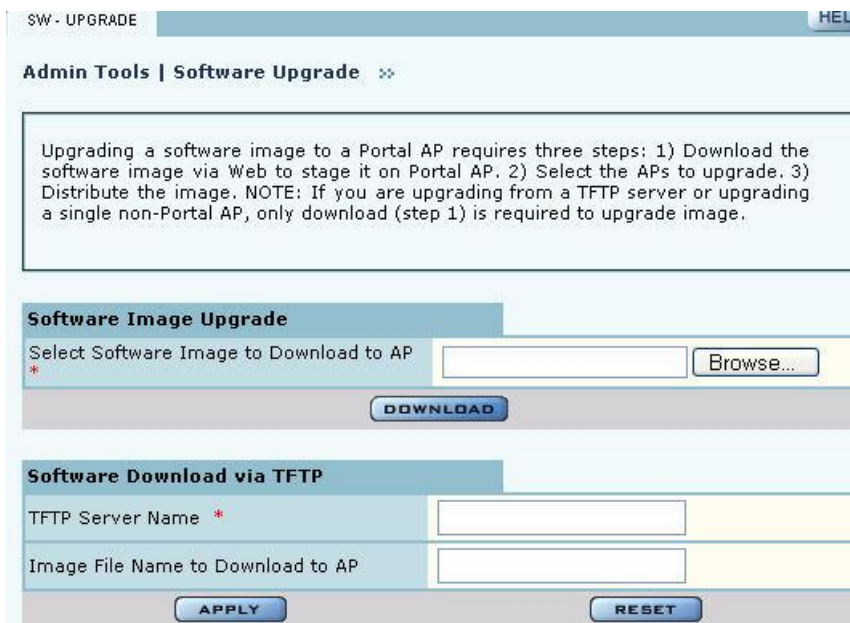 SW - UPGRADE
Admin Tools | Software Upgrade >>
Upgrading a software image to a Portal AP requires three steps: 1) Download the
software image via Web to stage it on Portal AP. 2) Select the APs to upgrade. 3)
Distribute the image. NOTE: If you are upgrading from a TFTP server or upgrading
a single non-Portal AP, only download (step 1) is required to upgrade image.
Software Image Upgrade
Select Software Image to Download to AP
*
Browse...
DOWNLOAD
Software Download via TFTP
TFTP Server Name *
Image File Name to Download to AP
APPLY RESET